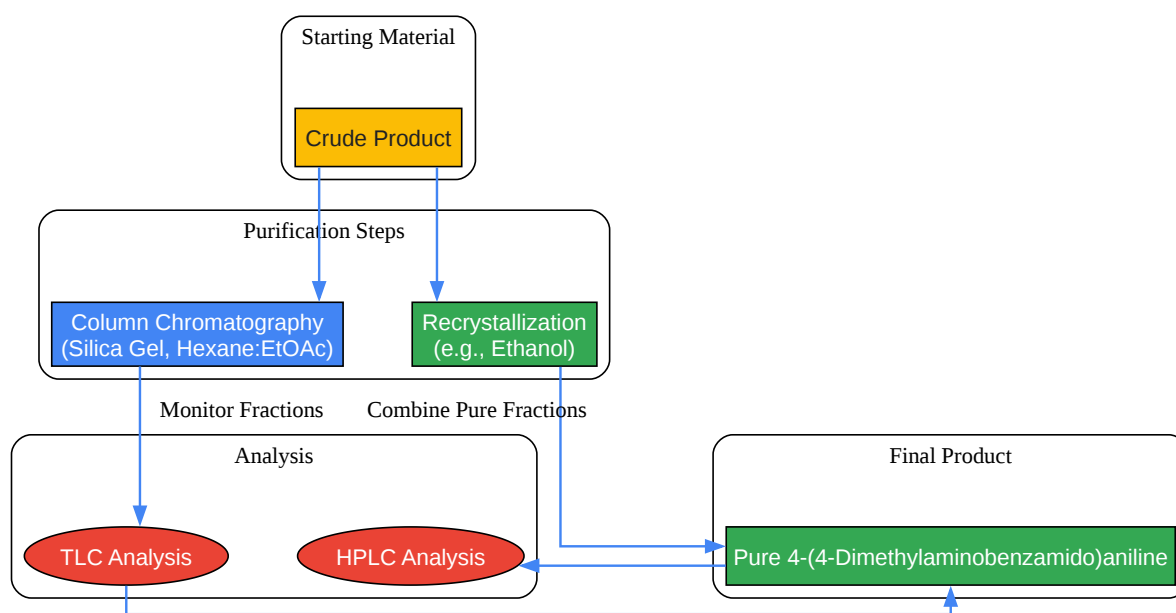 Starting Material
Crude Product
Purification Steps
Column Chromatography
(Silica Gel, Hexane:EtOAc)
Recrystallization
(e.g., Ethanol)
Monitor Fractions
Combine Pure Fractions
Analysis
Final Product
TLC Analysis
HPLC Analysis
Pure 4-(4-Dimethylaminobenzamido)aniline